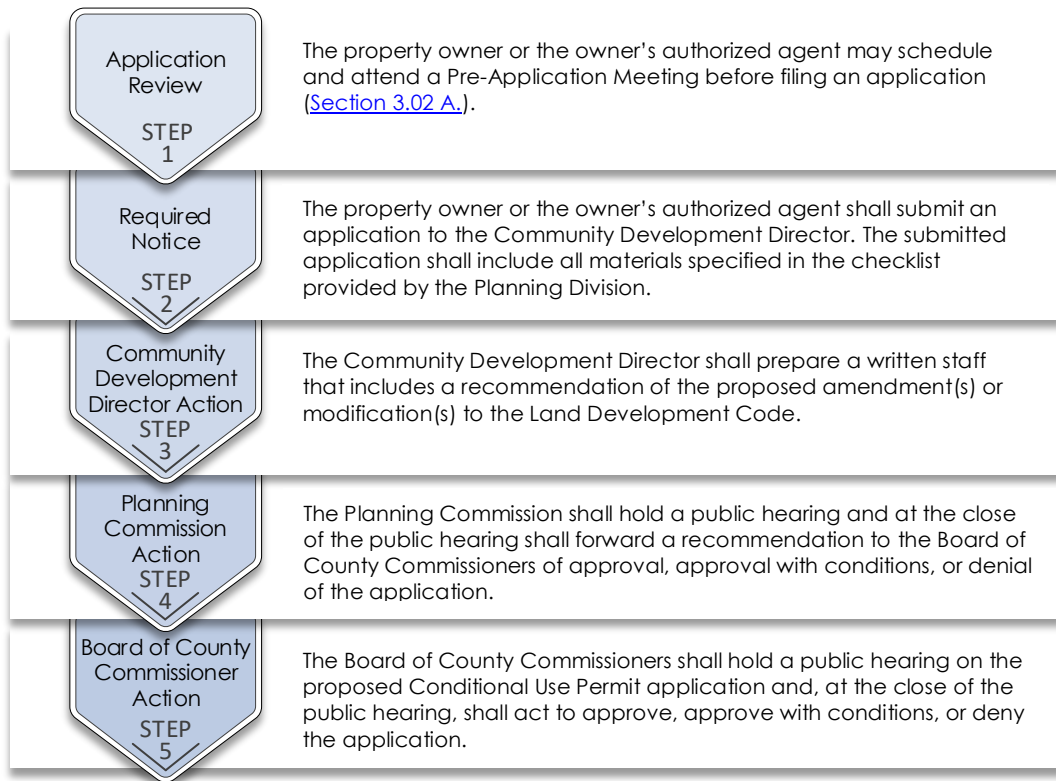 Application
Review
STEP
1
The property owner or the owner’s authorized agent may schedule
and attend a Pre-Application Meeting before filing an application
(Section 3.02 A.).
Required
Notice
STEP
2
The property owner or the owner’s authorized agent shall submit an
application to the Community Development Director. The submitted
application shall include all materials specified in the checklist
provided by the Planning Division.
Community
Development
Director Action
STEP
3
The Community Development Director shall prepare a written staff
that includes a recommendation of the proposed amendment(s) or
modification(s) to the Land Development Code.
Planning
Commission
Action
STEP
4
The Planning Commission shall hold a public hearing and at the close
of the public hearing shall forward a recommendation to the Board of
County Commissioners of approval, approval with conditions, or denial
of the application.
Board of County
Commissioner
Action
STEP
5
The Board of County Commissioners shall hold a public hearing on the
proposed Conditional Use Permit application and, at the close of the
public hearing, shall act to approve, approve with conditions, or deny
the application.